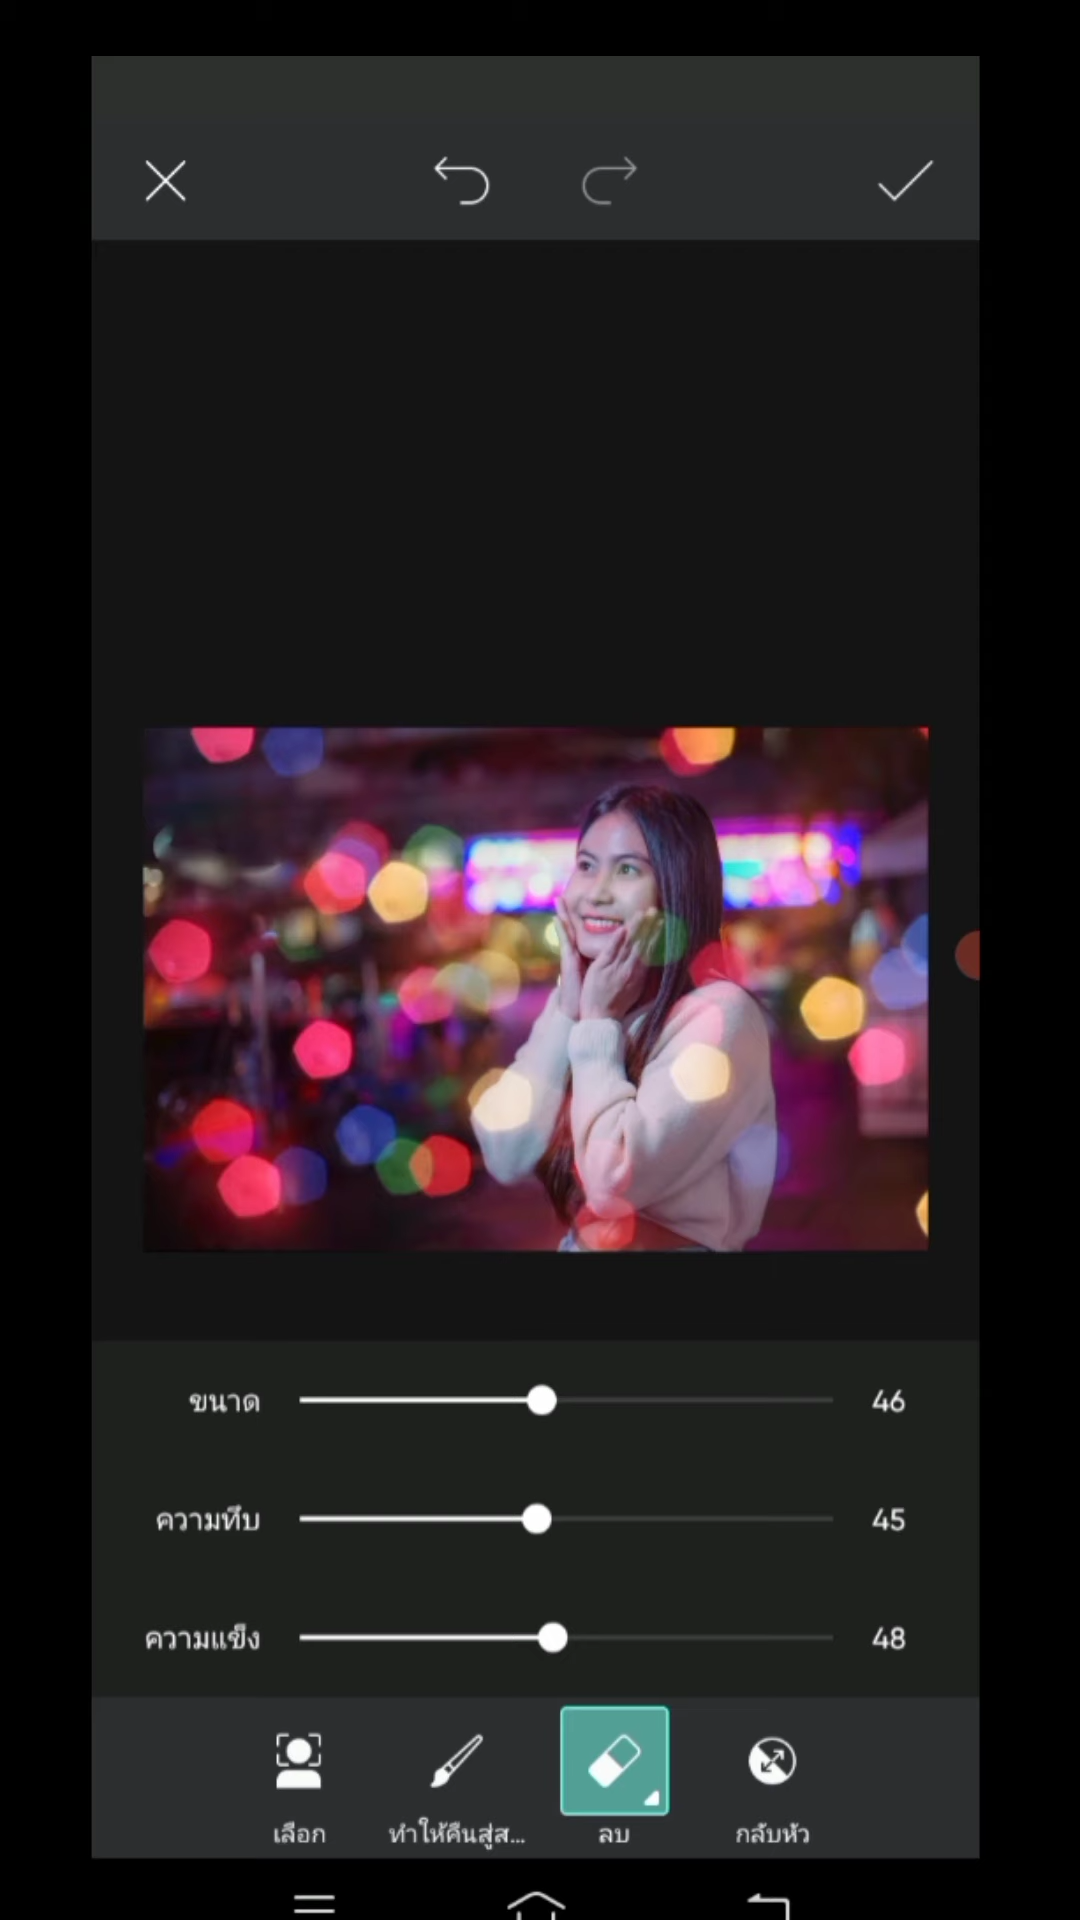 ขนาด 46
ความทึบ 45
ความแข็ง 48
เลือก ทำให้คืนสู่ส... ลบ กลับหัว